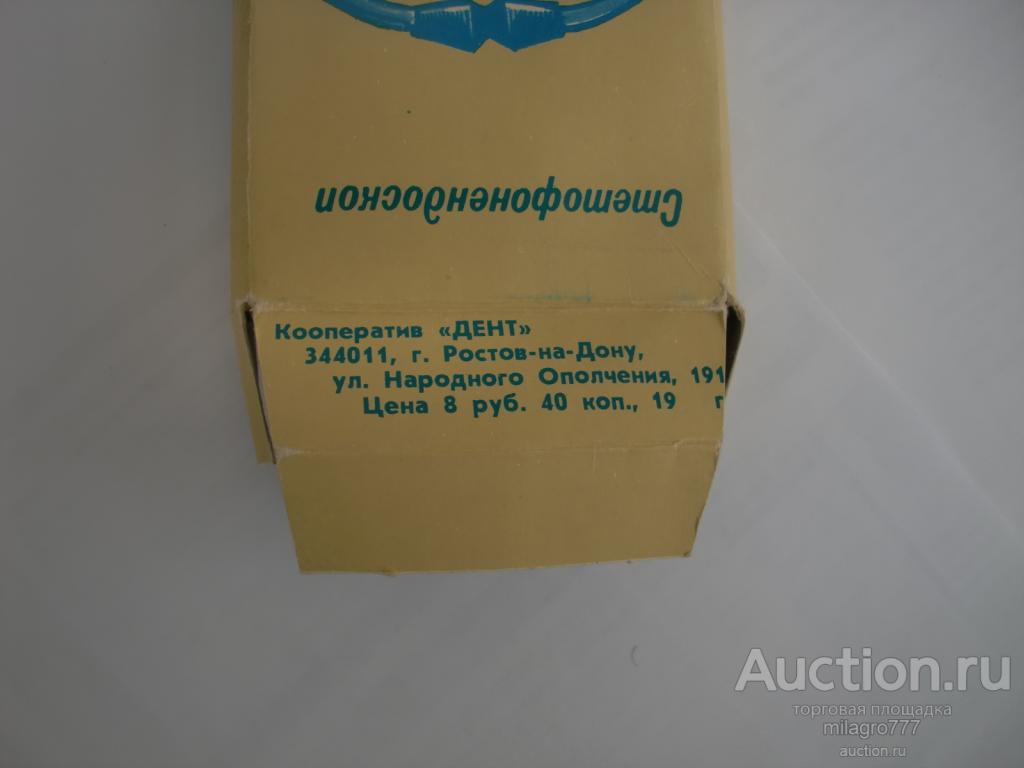 Стетофонендоскоп
Кооператив «ДЕНТ»
344011, г. Ростов-на-Дону,
ул. Народного Ополчения, 191
Цена 8 руб. 40 коп., 19 г
Auction.ru
торговая площадка
milagro777
auction.ru